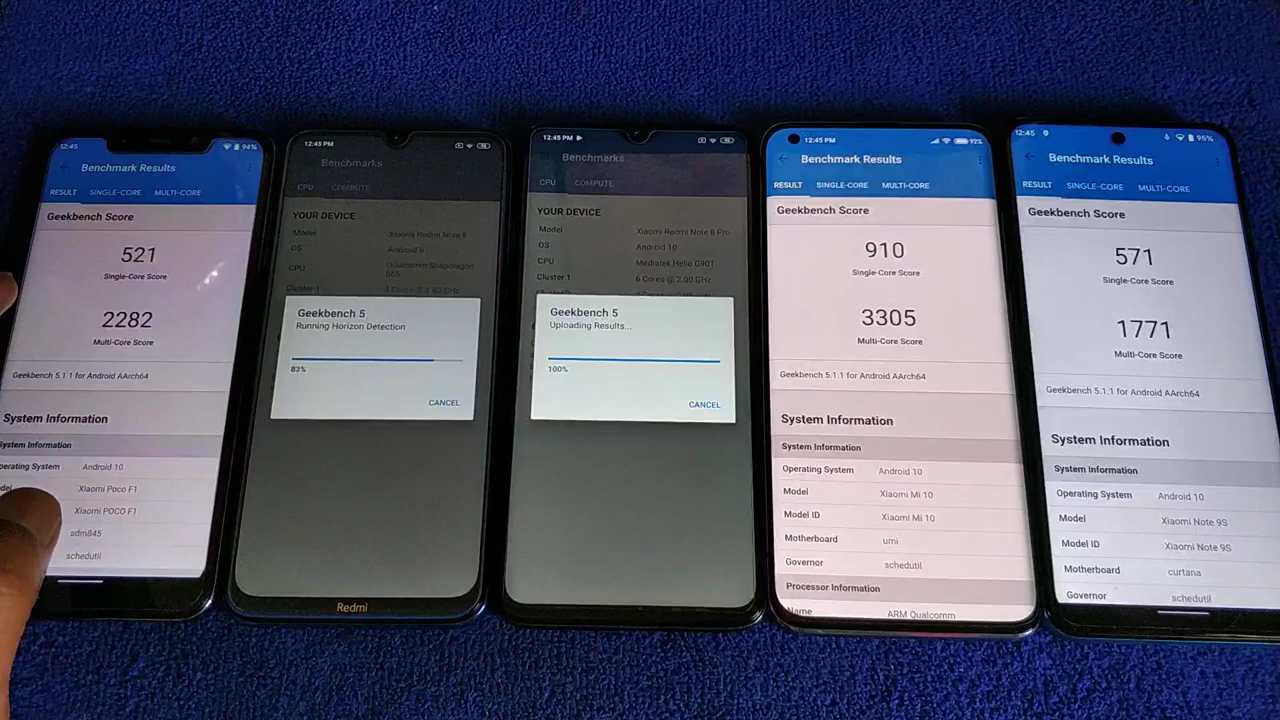 12:45
94%
Benchmark Results
RESULT SINGLE-CORE MULTI-CORE
Geekbench Score
521
Single-Core Score
2282
Multi-Core Score
Geekbench 5.1.1 for Android AArch64
System Information
System Information
Operating System Android 10
Xiaomi Poco F1
Xiaomi POCO F1
sdm845
schedutil
12:45 PM
Benchmarks
CPU COMPUTE
YOUR DEVICE
Model Xiaomi Redmi Note 8
OS Android 9
CPU Qualcomm Snapdragon
665
Cluster 1
Geekbench 5
Running Horizon Detection
83%
CANCEL
Redmi
12:45 PM
Benchmarks
CPU COMPUTE
YOUR DEVICE
Model Xiaomi Redmi Note 8 Pro
OS Android 10
CPU Mediatek Helio G90T
Cluster 1 6 Cores @ 2.00 GHz
Geekbench 5
Uploading Results...
100%
CANCEL
12:45 PM
92%
Benchmark Results
RESULT SINGLE-CORE MULTI-CORE
Geekbench Score
910
Single-Core Score
3305
Multi-Core Score
Geekbench 5.1.1 for Android AArch64
System Information
System Information
Operating System Android 10
Model Xiaomi Mi 10
Model ID Xiaomi Mi 10
Motherboard umi
Governor schedutil
Processor Information
Name ARM Qualcomm
12:45
95%
Benchmark Results
RESULT SINGLE-CORE MULTI-CORE
Geekbench Score
571
Single-Core Score
1771
Multi-Core Score
Geekbench 5.1.1 for Android AArch64
System Information
System Information
Operating System Android 10
Model Xiaomi Note 9S
Model ID Xiaomi Note 9S
Motherboard curtana
Governor schedutil